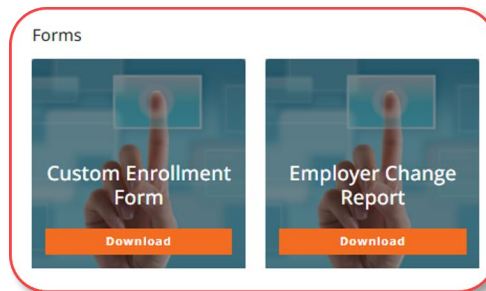 Forms
Custom Enrollment
Form
Download
Employer Change
Report
Download